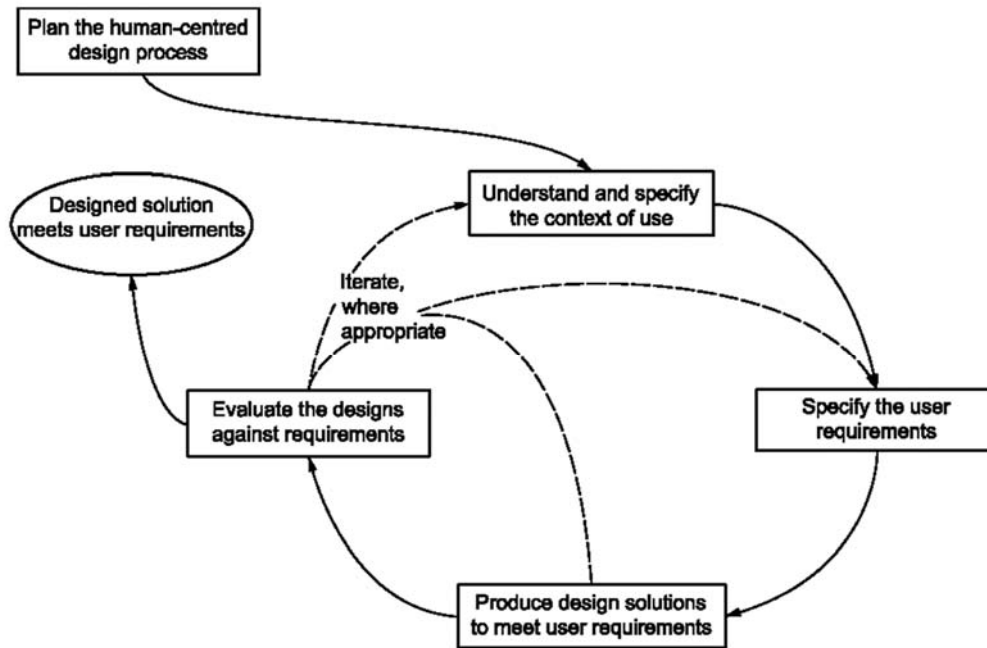 Plan the human-centred
design process
Understand and specify
the context of use
Designed solution
meets user requirements
Iterate,
where
appropriate
Evaluate the designs
against requirements
Specify the user
requirements
Produce design solutions
to meet user requirements